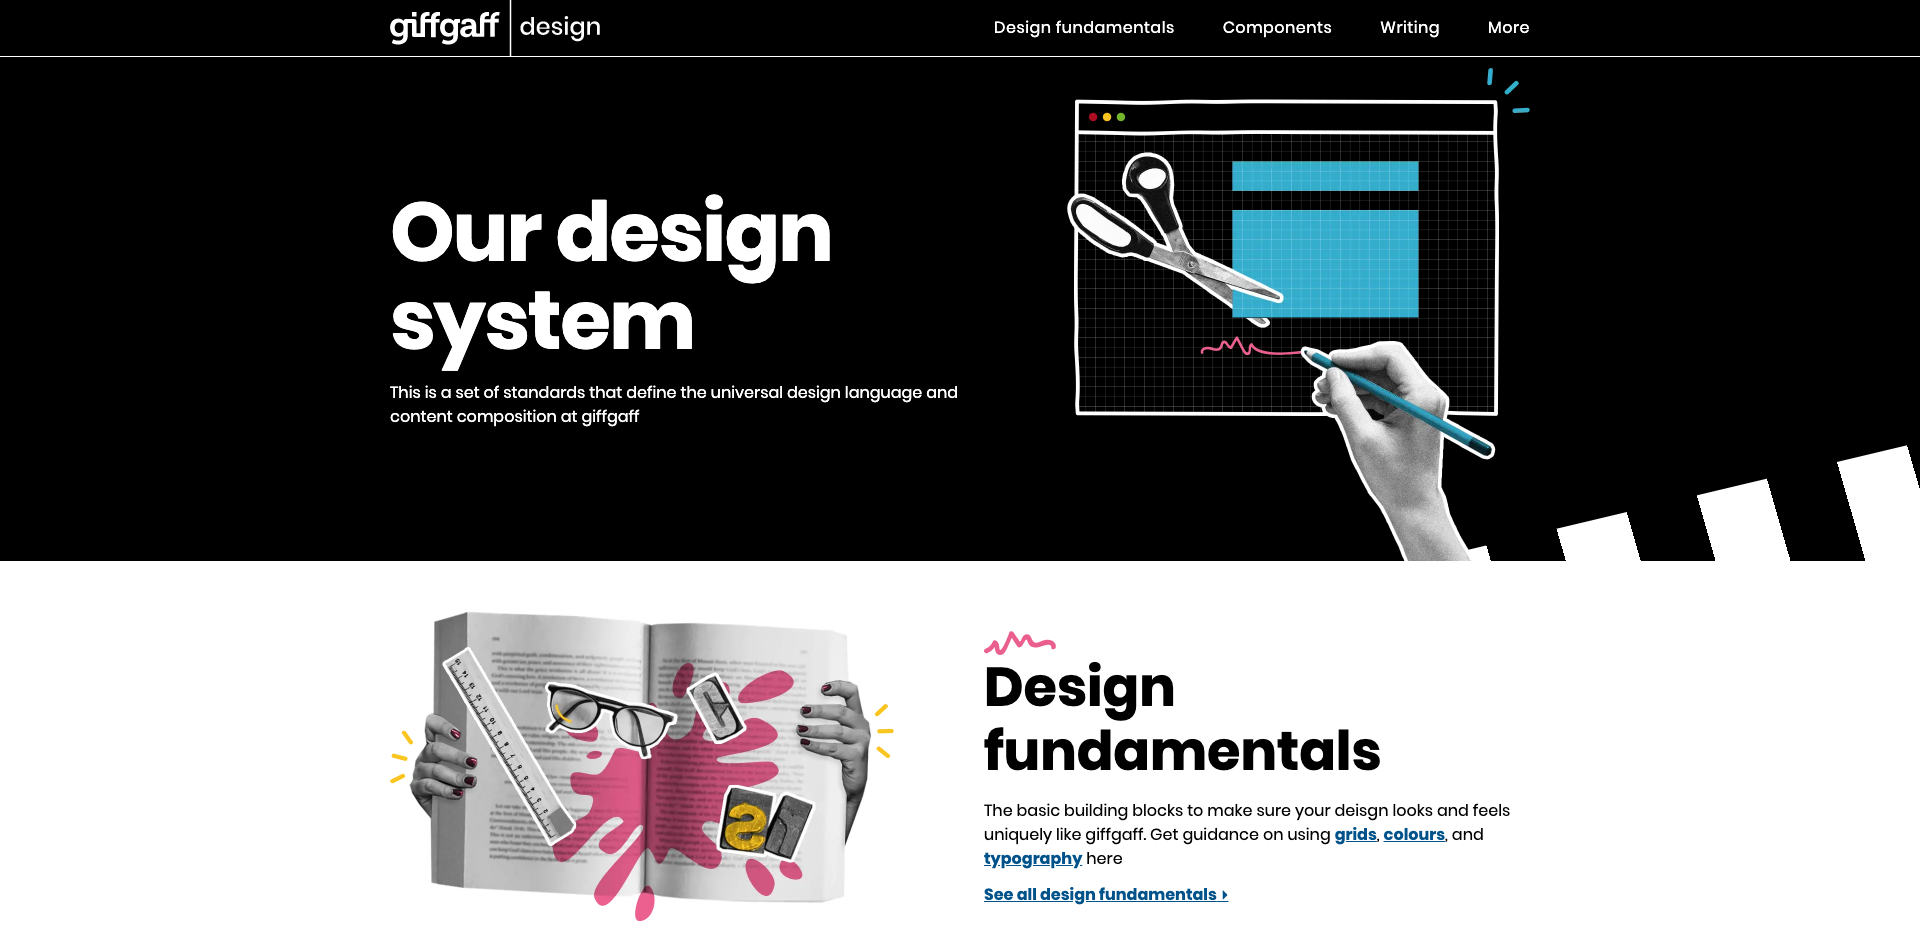 giffgaff design
Design fundamentals
Components
Writing
More
Our design
system
This is a set of standards that define the universal design language and
content composition at giffgaff
Design
fundamentals
The basic building blocks to make sure your deisgn looks and feels
uniquely like giffgaff. Get guidance on using grids, colours, and
typography here
See all design fundamentals